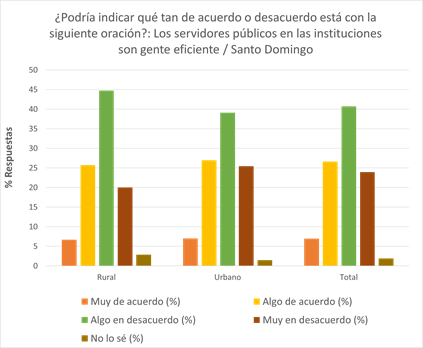 ¿Podría indicar qué tan de acuerdo o desacuerdo está con la
siguiente oración?: Los servidores públicos en las instituciones
son gente eficiente / Santo Domingo
% Respuestas
50
45
40
35
30
25
20
15
10
5
0
Rural
Urbano
Total
Muy de acuerdo (%)
Algo de acuerdo (%)
Algo en desacuerdo (%)
Muy en desacuerdo (%)
No lo sé (%)